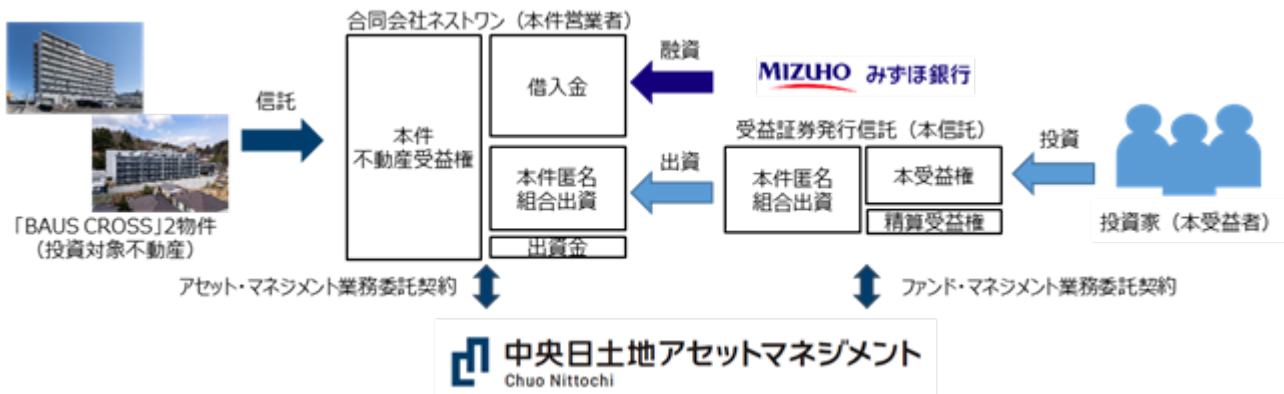 合同会社ネストワン（本件営業者）
信託
本件
不動産受益権
借入金
本件匿名
組合出資
出資金
融資
MIZUHO みずほ銀行
出資
受益証券発行信託（本信託）
本件匿名
組合出資
本受益権
精算受益権
投資
投資家（本受益者）
「BAUS CROSS」2物件
（投資対象不動産）
アセット・マネジメント業務委託契約
ファンド・マネジメント業務委託契約
中央日土地アセットマネジメント
Chuo Nittochi